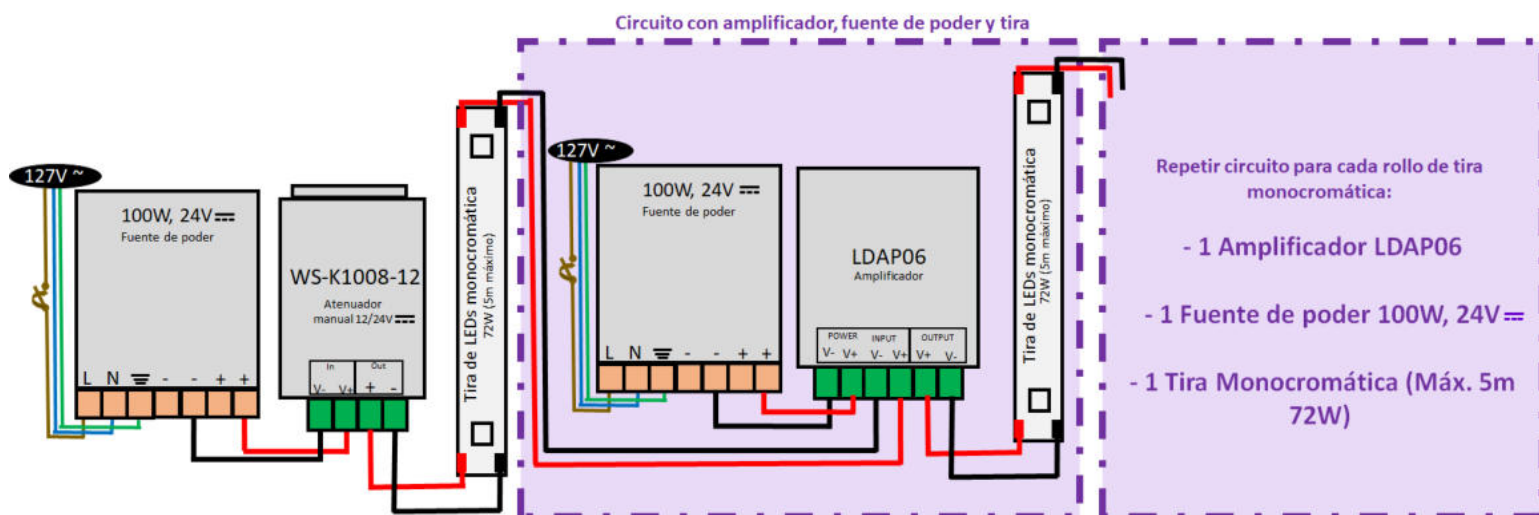 Circuito con amplificador, fuente de poder y tira
127V ~
100W, 24V
Fuente de poder
L N - - + +
WS-K1008-12
Atenuador
manual 12/24V
In Out
V- V+ + -
Tira de LEDs monocromática
72W (5m máximo)
127V ~
100W, 24V
Fuente de poder
L N - - + +
LDAP06
Amplificador
POWER INPUT OUTPUT
V- V+ V- V+ V+ V-
Tira de LEDs monocromática
72W (5m máximo)
Repetir circuito para cada rollo de tira
monocromática:
- 1 Amplificador LDAP06
- 1 Fuente de poder 100W, 24V
- 1 Tira Monocromática (Máx. 5m
72W)